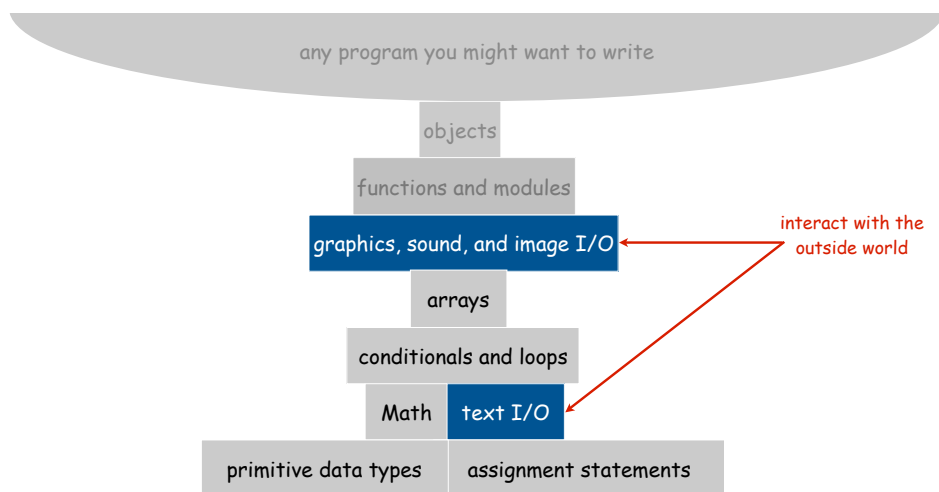 any program you might want to write
objects
functions and modules
graphics, sound, and image I/O
interact with the
outside world
arrays
conditionals and loops
Math
text I/O
primitive data types
assignment statements